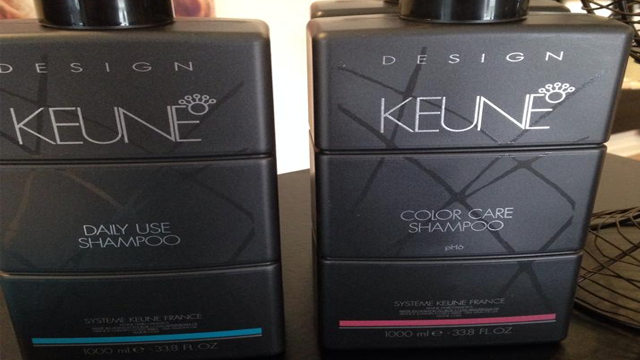 DESIGN
KEUNE
DAILY USE
SHAMPOO
SYSTEME KEUNE FRANCE
1000 ml e - 33.8 FL.OZ
DESIGN
KEUNE
COLOR CARE
SHAMPOO
pH6
SYSTEME KEUNE FRANCE
1000 ml e - 33.8 FL.OZ